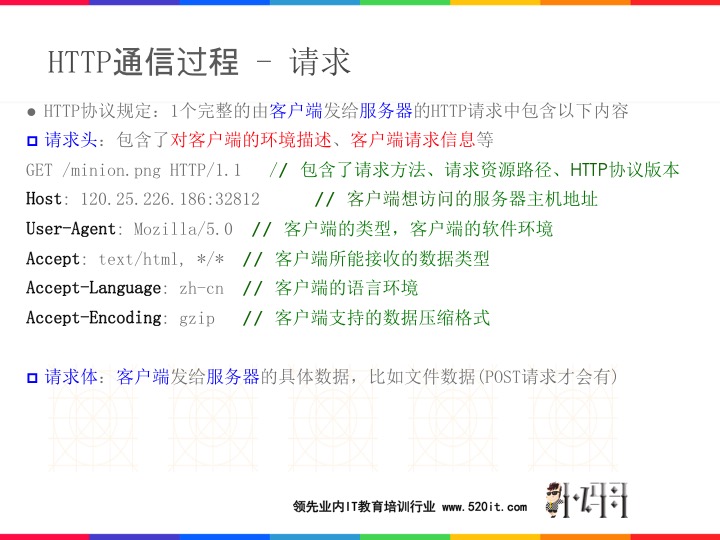 HTTP通信过程 - 请求
● HTTP协议规定：1个完整的由客户端发给服务器的HTTP请求中包含以下内容
请求头：包含了对客户端的环境描述、客户端请求信息等
GET /minion.png HTTP/1.1 // 包含了请求方法、请求资源路径、HTTP协议版本
Host: 120.25.226.186:32812 // 客户端想访问的服务器主机地址
User-Agent: Mozilla/5.0 // 客户端的类型，客户端的软件环境
Accept: text/html, */* // 客户端所能接收的数据类型
Accept-Language: zh-cn // 客户端的语言环境
Accept-Encoding: gzip // 客户端支持的数据压缩格式
请求体：客户端发给服务器的具体数据，比如文件数据(POST请求才会有)
领先业内IT教育培训行业 www.520it.com
小码哥